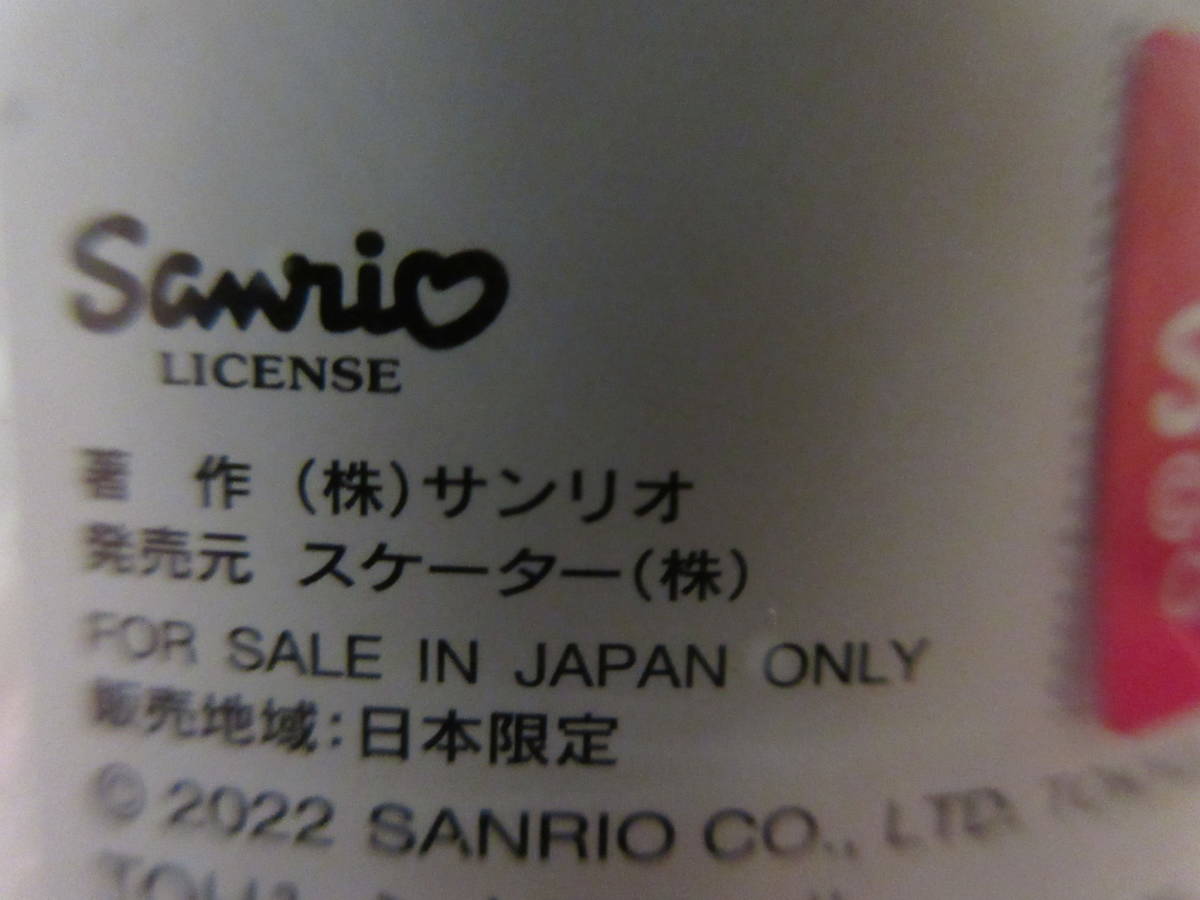 Sanrio
LICENSE
著 作 (株)サンリオ
発売元 スケーター(株)
FOR SALE IN JAPAN ONLY
販売地域:日本限定
© 2022 SANRIO CO., LTD.